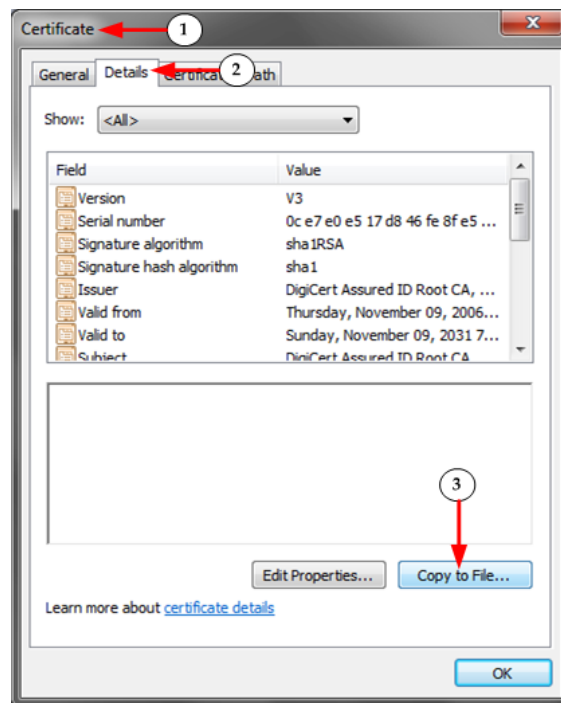 Certificate 1
General Details Certificat 2 ath
Show: <All>
Field Value
Version V3
Serial number 0c e7 e0 e5 17 d8 46 fe 8f e5 ...
Signature algorithm sha1RSA
Signature hash algorithm sha1
Issuer DigiCert Assured ID Root CA, ...
Valid from Thursday, November 09, 2006...
Valid to Sunday, November 09, 2031 7...
Subject DigiCert Assured ID Root CA
3
Edit Properties... Copy to File...
Learn more about certificate details
OK